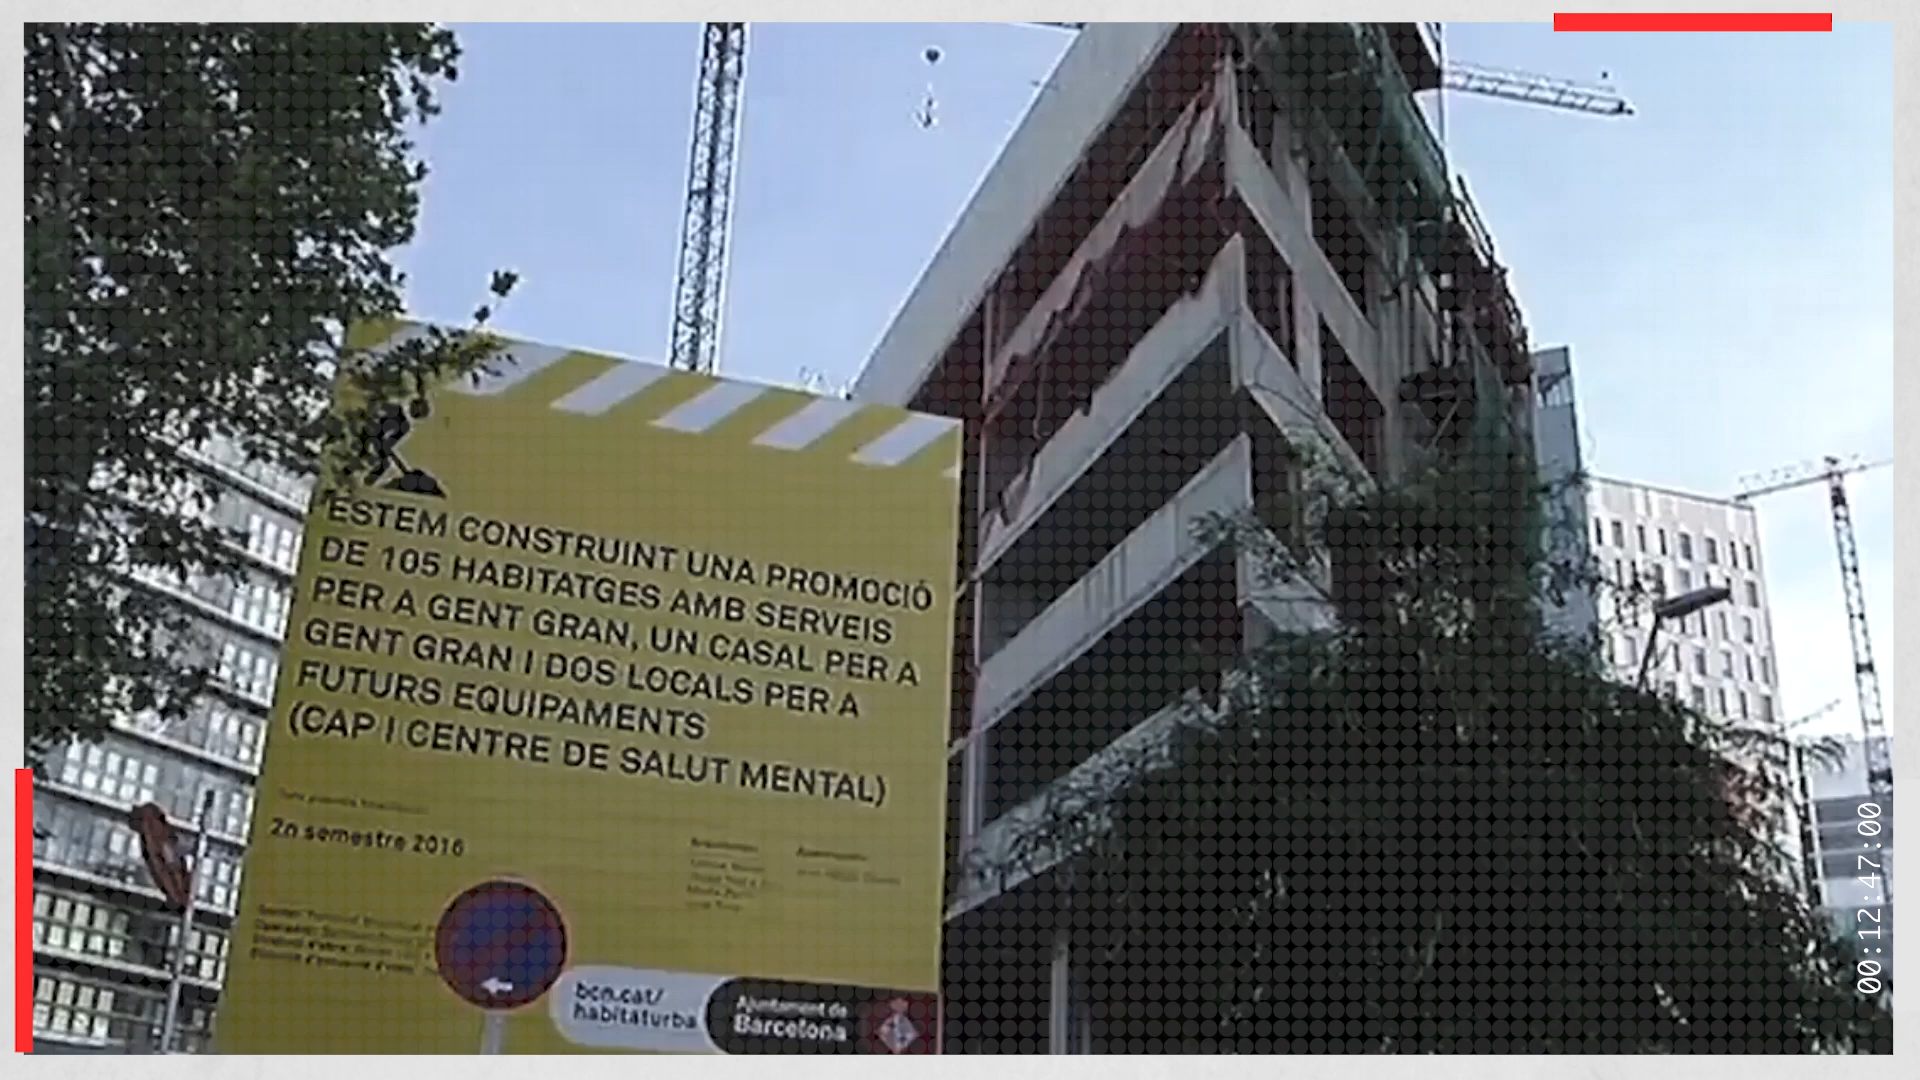 ESTEM CONSTRUINT UNA PROMOCIÓ
DE 105 HABITATGES AMB SERVEIS
PER A GENT GRAN, UN CASAL PER A
GENT GRAN I DOS LOCALS PER A
FUTURS EQUIPAMENTS
(CAP I CENTRE DE SALUT MENTAL)
2n semestre 2016
bcn.cat/
habitaturba
Ajuntament de
Barcelona
00:12:47:00